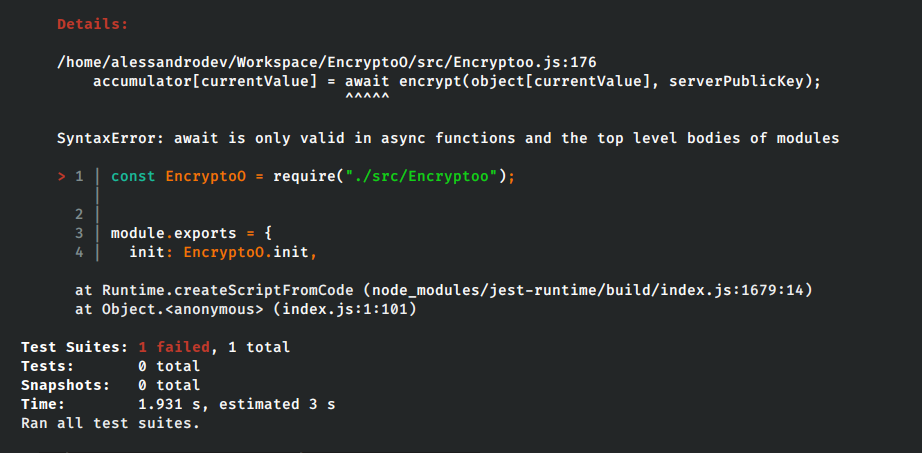 Details:
/home/alessandrodev/Workspace/EncryptoO/src/Encryptoo.js:176
accumulator[currentValue] = await encrypt(object[currentValue], serverPublicKey);
^^^^^
SyntaxError: await is only valid in async functions and the top level bodies of modules
> 1 | const EncryptoO = require("./src/Encryptoo");
|
2 |
3 | module.exports = {
4 | init: EncryptoO.init,
at Runtime.createScriptFromCode (node_modules/jest-runtime/build/index.js:1679:14)
at Object.<anonymous> (index.js:1:101)
Test Suites: 1 failed, 1 total
Tests: 0 total
Snapshots: 0 total
Time: 1.931 s, estimated 3 s
Ran all test suites.